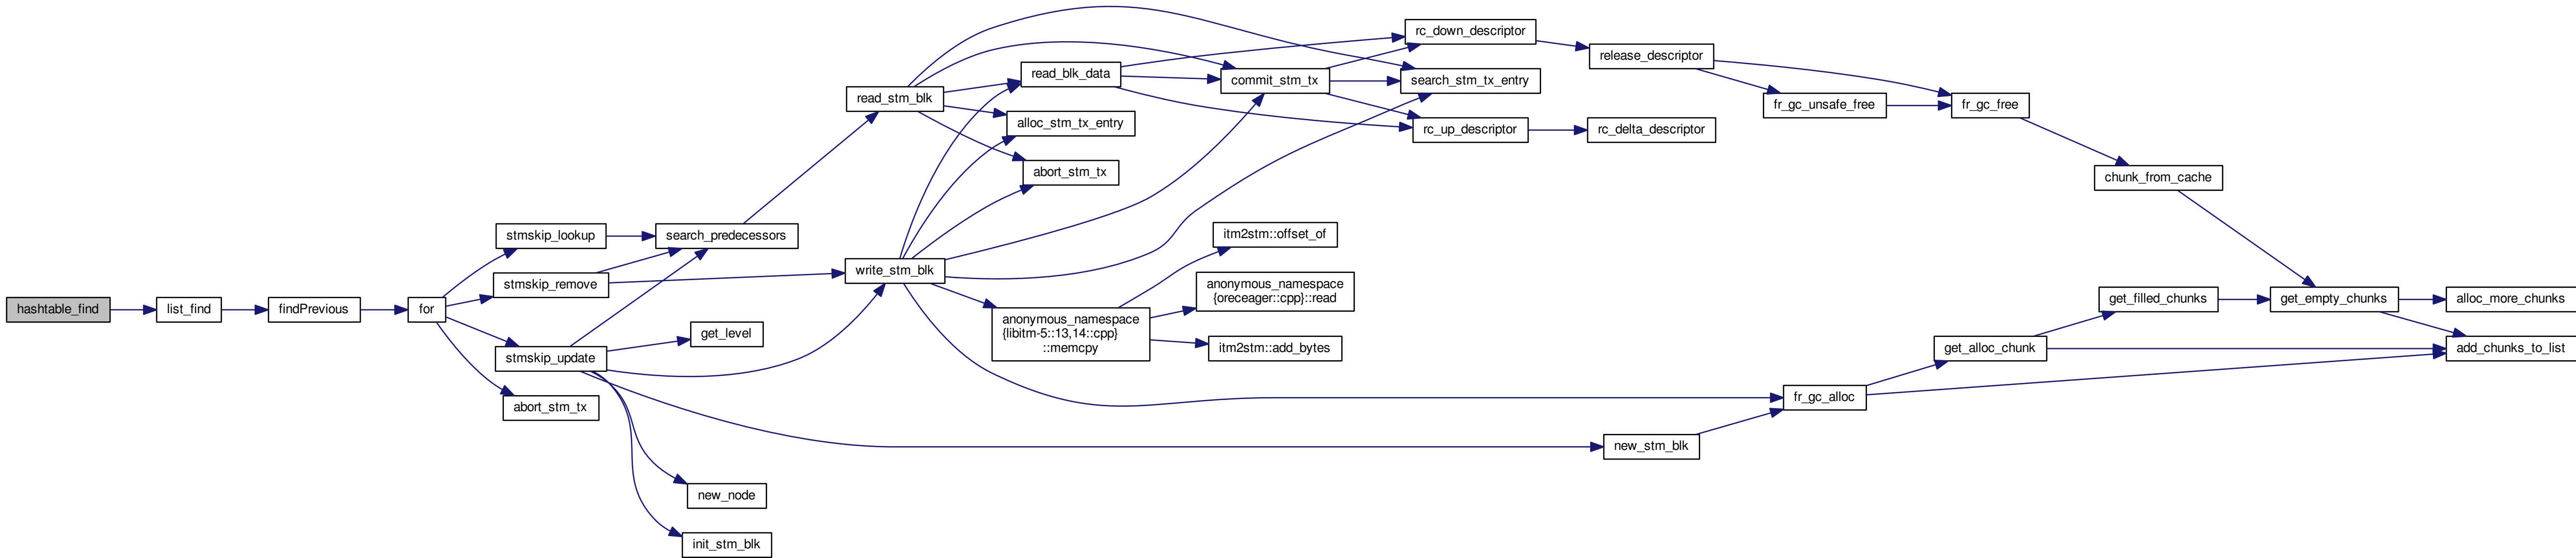 hashtable_find
list_find
findPrevious
for
stmskip_lookup
stmskip_remove
stmskip_update
abort_stm_tx
search_predecessors
get_level
new_node
init_stm_blk
read_stm_blk
write_stm_blk
read_blk_data
alloc_stm_tx_entry
abort_stm_tx
anonymous_namespace
{libitm-5::13,14::cpp}
::memcpy
commit_stm_tx
itm2stm::offset_of
anonymous_namespace
{oreceager::cpp}::read
itm2stm::add_bytes
rc_down_descriptor
search_stm_tx_entry
rc_up_descriptor
release_descriptor
rc_delta_descriptor
new_stm_blk
fr_gc_unsafe_free
fr_gc_alloc
fr_gc_free
get_alloc_chunk
chunk_from_cache
get_filled_chunks
get_empty_chunks
alloc_more_chunks
add_chunks_to_list